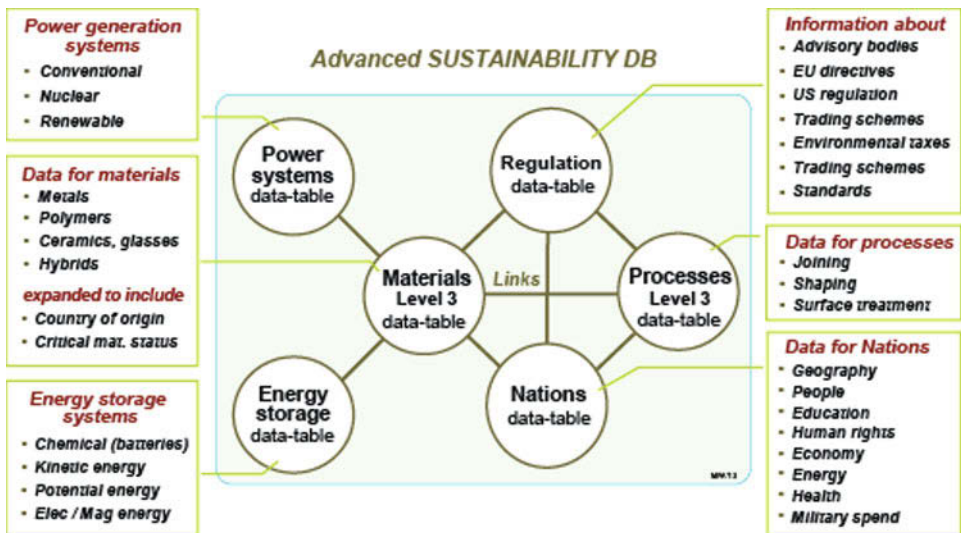 Power generation
systems
• Conventional
• Nuclear
• Renewable
Data for materials
• Metals
• Polymers
• Ceramics, glasses
• Hybrids
expanded to include
• Country of origin
• Critical mat. status
Energy storage
systems
• Chemical (batteries)
• Kinetic energy
• Potential energy
• Elec / Mag energy
Advanced SUSTAINABILITY DB
Power
systems
data-table
Regulation
data-table
Materials
Level 3
data-table
Links
Processes
Level 3
data-table
Energy
storage
data-table
Nations
data-table
Information about
• Advisory bodies
• EU directives
• US regulation
• Trading schemes
• Environmental taxes
• Trading schemes
• Standards
Data for processes
• Joining
• Shaping
• Surface treatment
Data for Nations
• Geography
• People
• Education
• Human rights
• Economy
• Energy
• Health
• Military spend